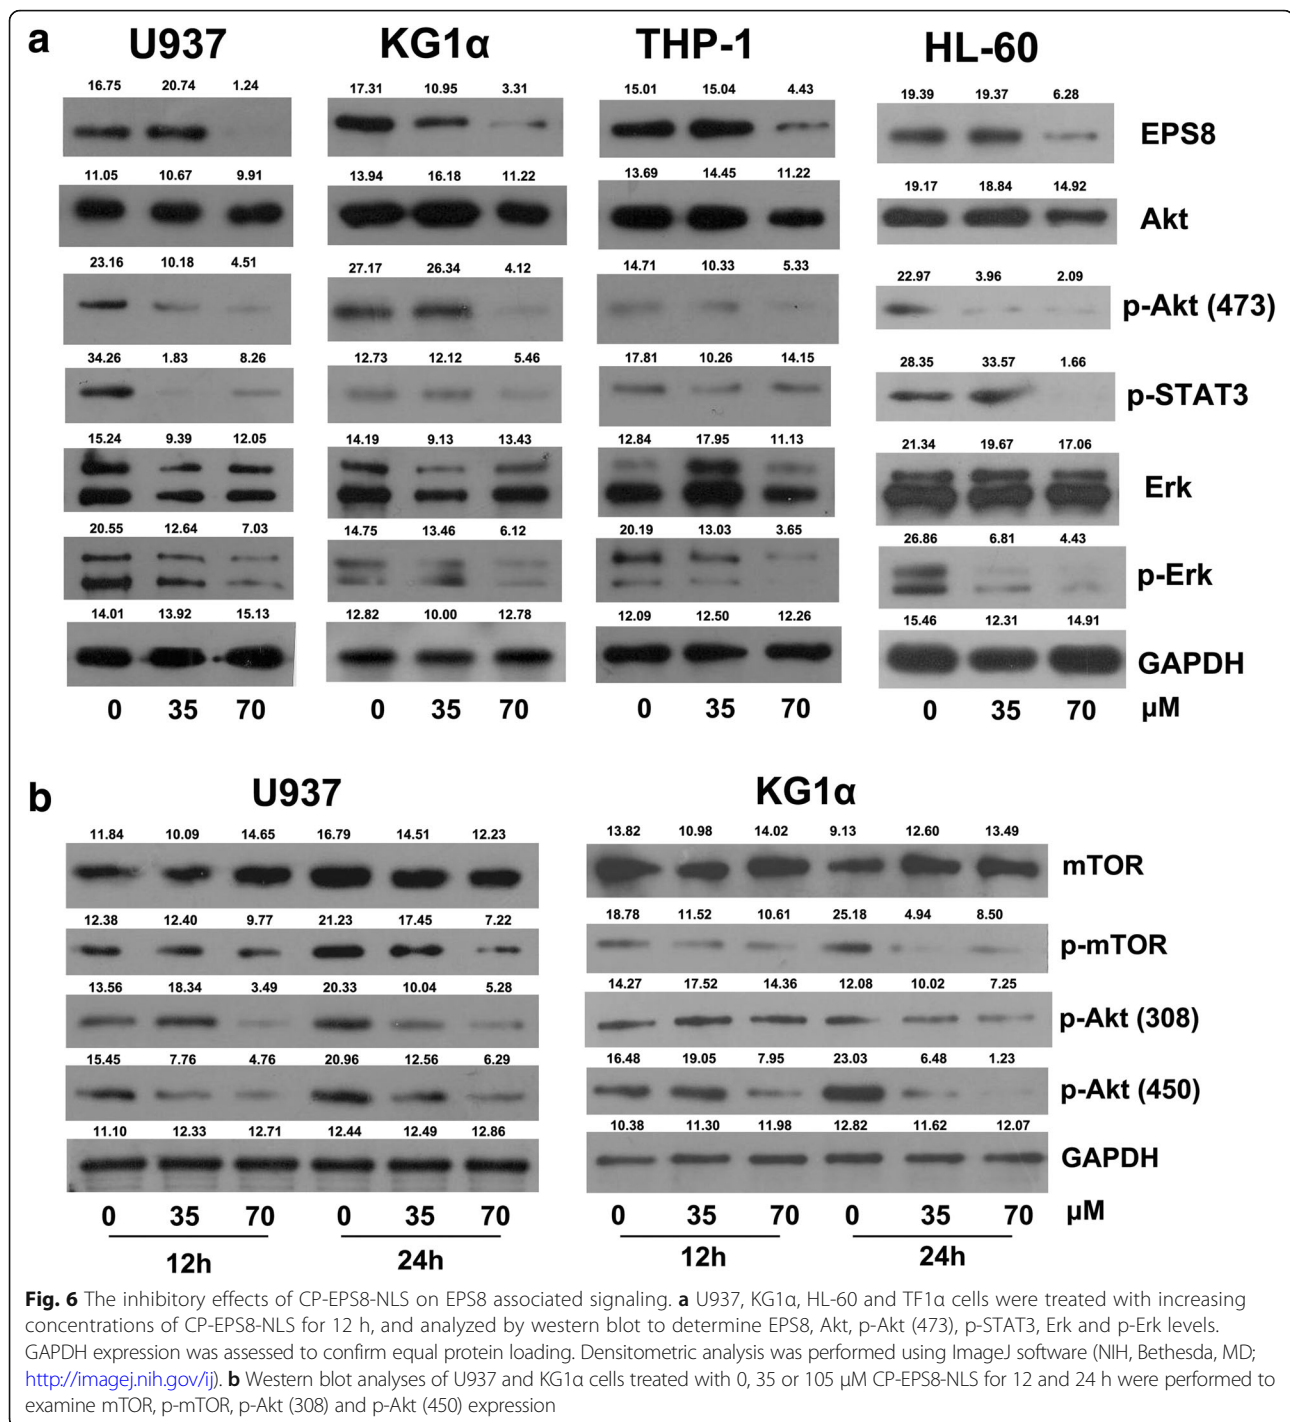 a
U937 KG1α THP-1 HL-60
16.75 20.74 1.24 17.31 10.95 3.31 15.01 15.04 4.43 19.39 19.37 6.28
EPS8
11.05 10.67 9.91 13.94 16.18 11.22 13.69 14.45 11.22 19.17 18.84 14.92
Akt
23.16 10.18 4.51 27.17 26.34 4.12 14.71 10.33 5.33 22.97 3.96 2.09
p-Akt (473)
34.26 1.83 8.26 12.73 12.12 5.46 17.81 10.26 14.15 28.35 33.57 1.66
p-STAT3
15.24 9.39 12.05 14.19 9.13 13.43 12.84 17.95 11.13 21.34 19.67 17.06
Erk
20.55 12.64 7.03 14.75 13.46 6.12 20.19 13.03 3.65 26.86 6.81 4.43
p-Erk
14.01 13.92 15.13 12.82 10.00 12.78 12.09 12.50 12.26 15.46 12.31 14.91
GAPDH
0 35 70 0 35 70 0 35 70 0 35 70 µM
b
U937 KG1α
11.84 10.09 14.65 16.79 14.51 12.23 13.82 10.98 14.02 9.13 12.60 13.49
mTOR
12.38 12.40 9.77 21.23 17.45 7.22 18.78 11.52 10.61 25.18 4.94 8.50
p-mTOR
13.56 18.34 3.49 20.33 10.04 5.28 14.27 17.52 14.36 12.08 10.02 7.25
p-Akt (308)
15.45 7.76 4.76 20.96 12.56 6.29 16.48 19.05 7.95 23.03 6.48 1.23
p-Akt (450)
11.10 12.33 12.71 12.44 12.49 12.86 10.38 11.30 11.98 12.82 11.62 12.07
GAPDH
0 35 70 0 35 70 0 35 70 0 35 70 µM
12h 24h 12h 24h
Fig. 6 The inhibitory effects of CP-EPS8-NLS on EPS8 associated signaling. a U937, KG1α, HL-60 and TF1α cells were treated with increasing
concentrations of CP-EPS8-NLS for 12 h, and analyzed by western blot to determine EPS8, Akt, p-Akt (473), p-STAT3, Erk and p-Erk levels.
GAPDH expression was assessed to confirm equal protein loading. Densitometric analysis was performed using ImageJ software (NIH, Bethesda, MD;
http://imagej.nih.gov/ij). b Western blot analyses of U937 and KG1α cells treated with 0, 35 or 105 µM CP-EPS8-NLS for 12 and 24 h were performed to
examine mTOR, p-mTOR, p-Akt (308) and p-Akt (450) expression